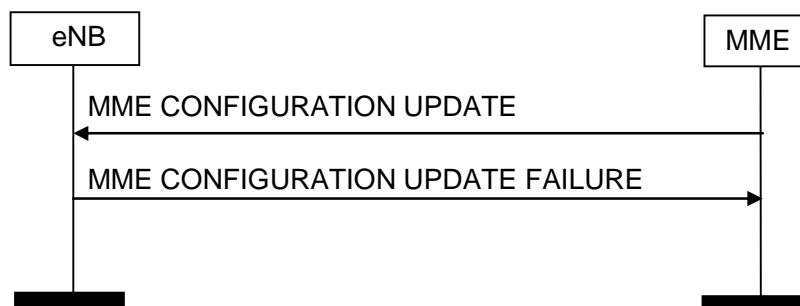 eNB
MME
MME CONFIGURATION UPDATE
MME CONFIGURATION UPDATE FAILURE